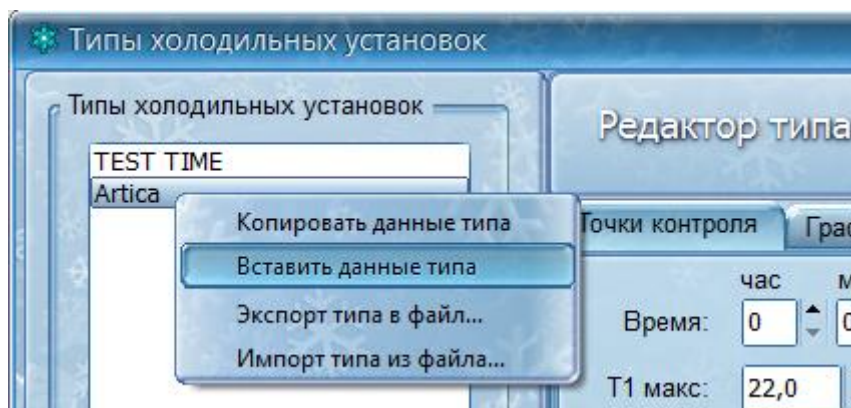 Типы холодильных установок
Типы холодильных установок
Редактор типа
TEST TIME
Artica
Копировать данные типа
Вставить данные типа
Экспорт типа в файл...
Импорт типа из файла...
Точки контроля
час
Время:
0
T1 макс:
22,0